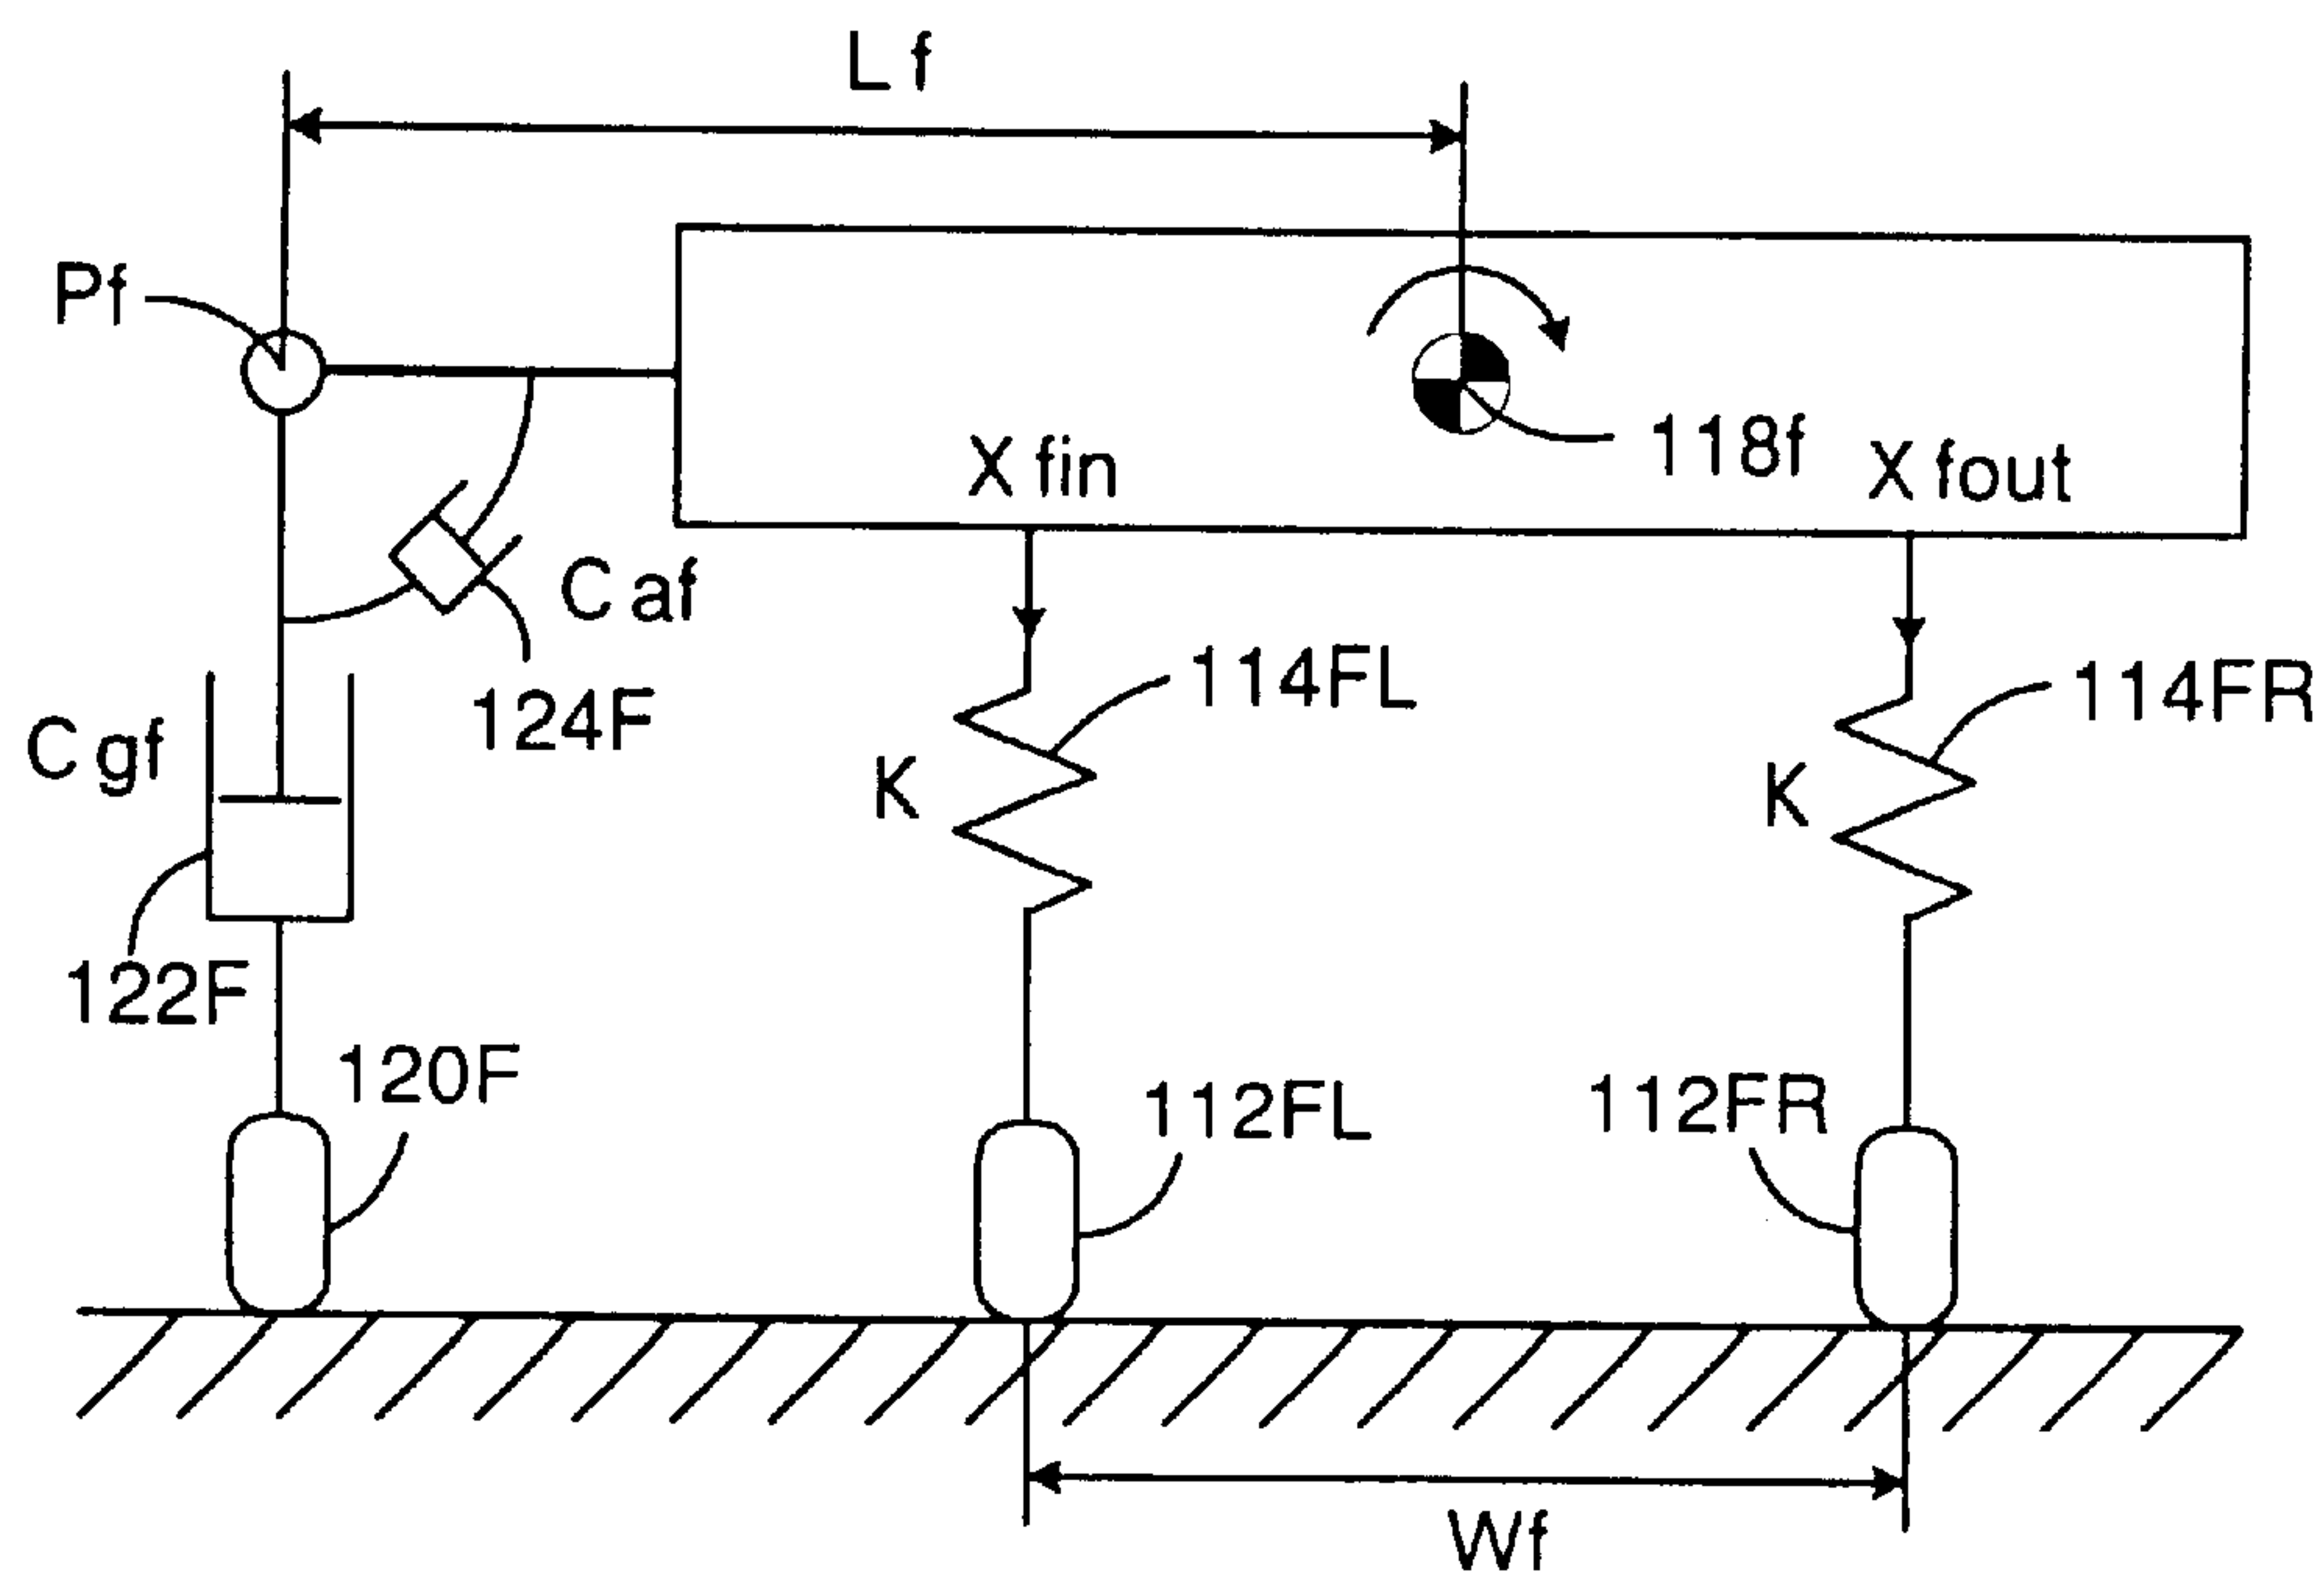 L f
Pf
118f
X fin
X fout
C af
114FL
114FR
124F
C gf
K
K
122F
120F
112FL
112FR
Wf